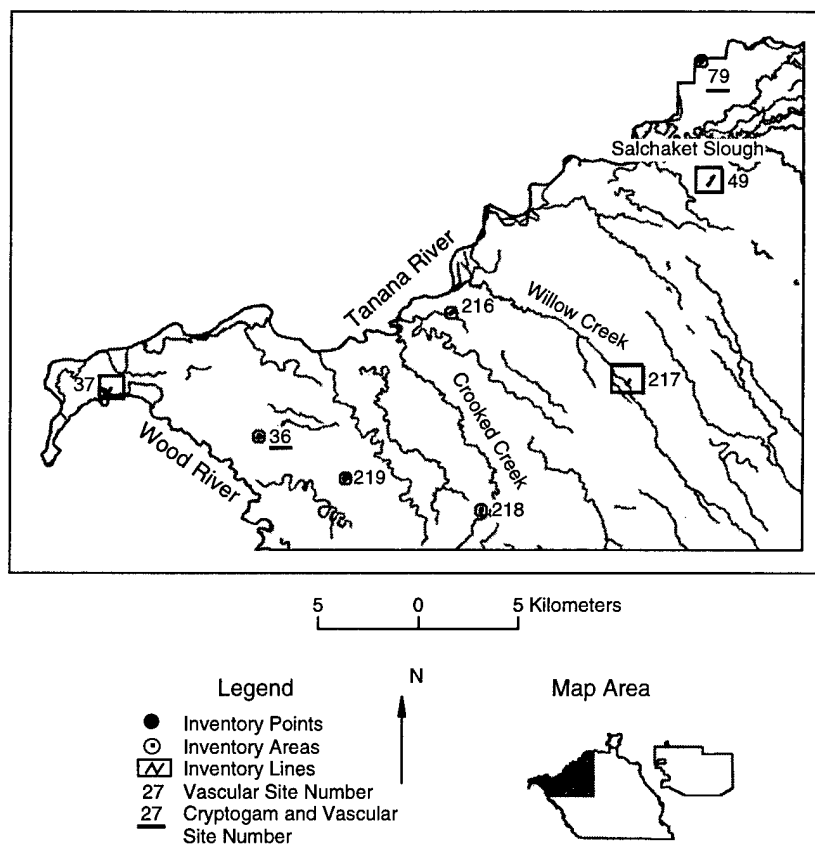 79
Salchaket Slough
49
Tanana River
216
Willow Creek
217
37
Crooked Creek
36
Wood River
219
218
5 0 5 Kilometers
Legend
N
Map Area
Inventory Points
Inventory Areas
Inventory Lines
27 Vascular Site Number
27 Cryptogam and Vascular
Site Number